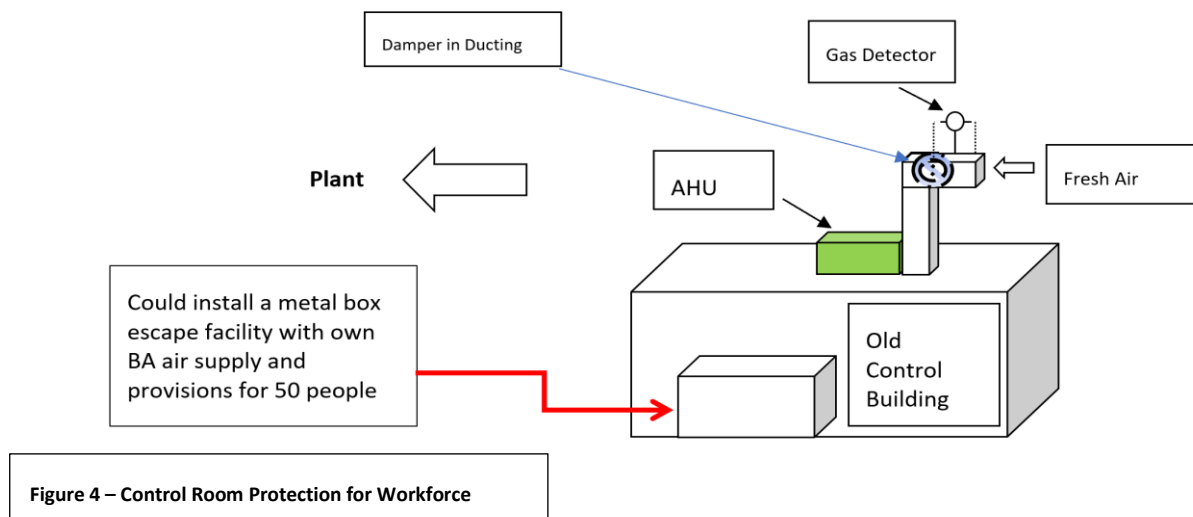 Damper in Ducting
Gas Detector
Plant
AHU
Fresh Air
Could install a metal box
escape facility with own
BA air supply and
provisions for 50 people
Old
Control
Building
Figure 4 – Control Room Protection for Workforce